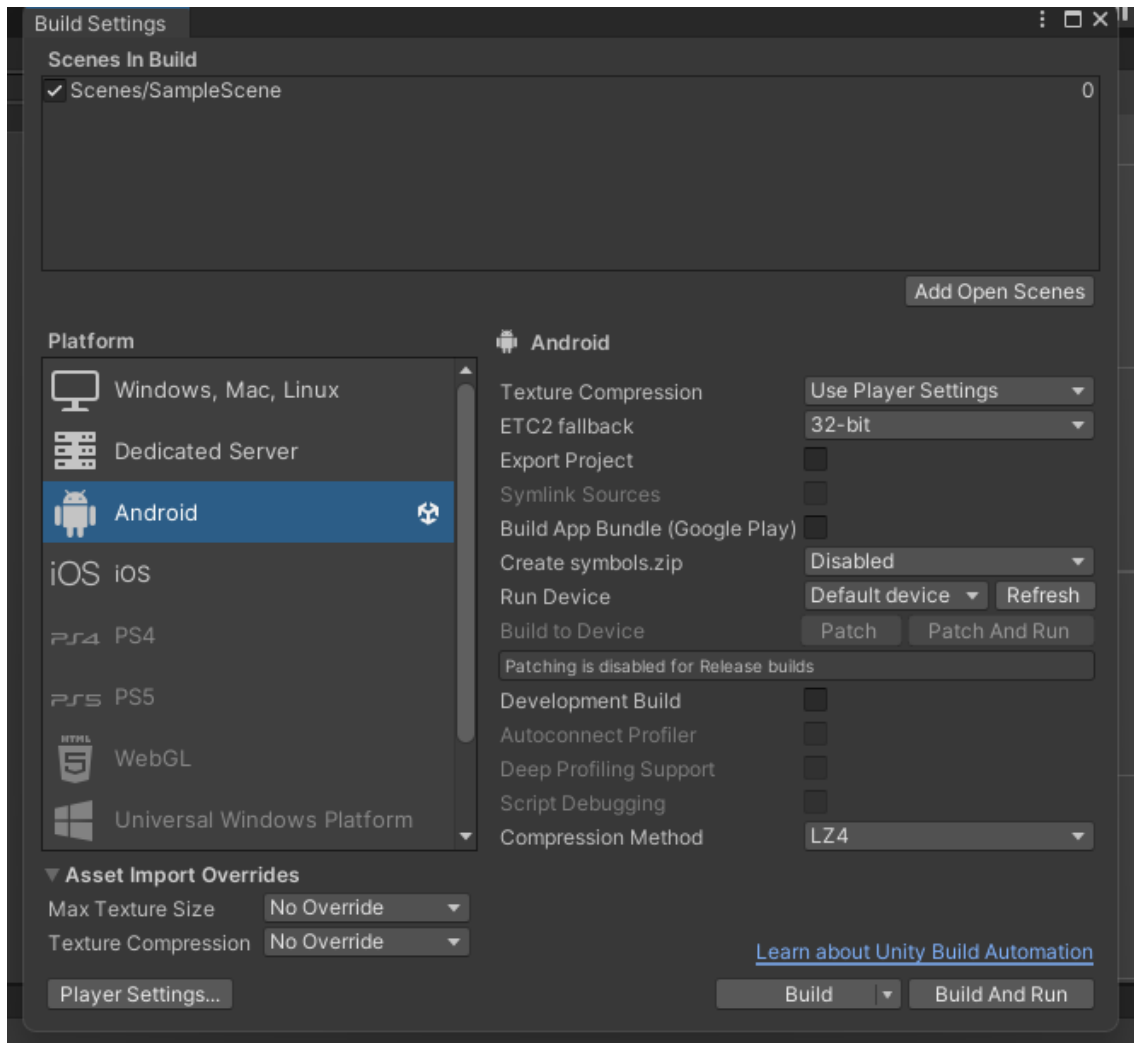 Build Settings
Scenes In Build
Scenes/SampleScene 0
Add Open Scenes
Platform
Windows, Mac, Linux
Dedicated Server
Android
iOS iOS
PS4 PS4
PS5 PS5
HTML 5 WebGL
Universal Windows Platform
Android
Texture Compression Use Player Settings
ETC2 fallback 32-bit
Export Project
Symlink Sources
Build App Bundle (Google Play)
Create symbols.zip Disabled
Run Device Default device Refresh
Build to Device Patch Patch And Run
Patching is disabled for Release builds
Development Build
Autoconnect Profiler
Deep Profiling Support
Script Debugging
Compression Method LZ4
Asset Import Overrides
Max Texture Size No Override
Texture Compression No Override
Learn about Unity Build Automation
Player Settings... Build Build And Run